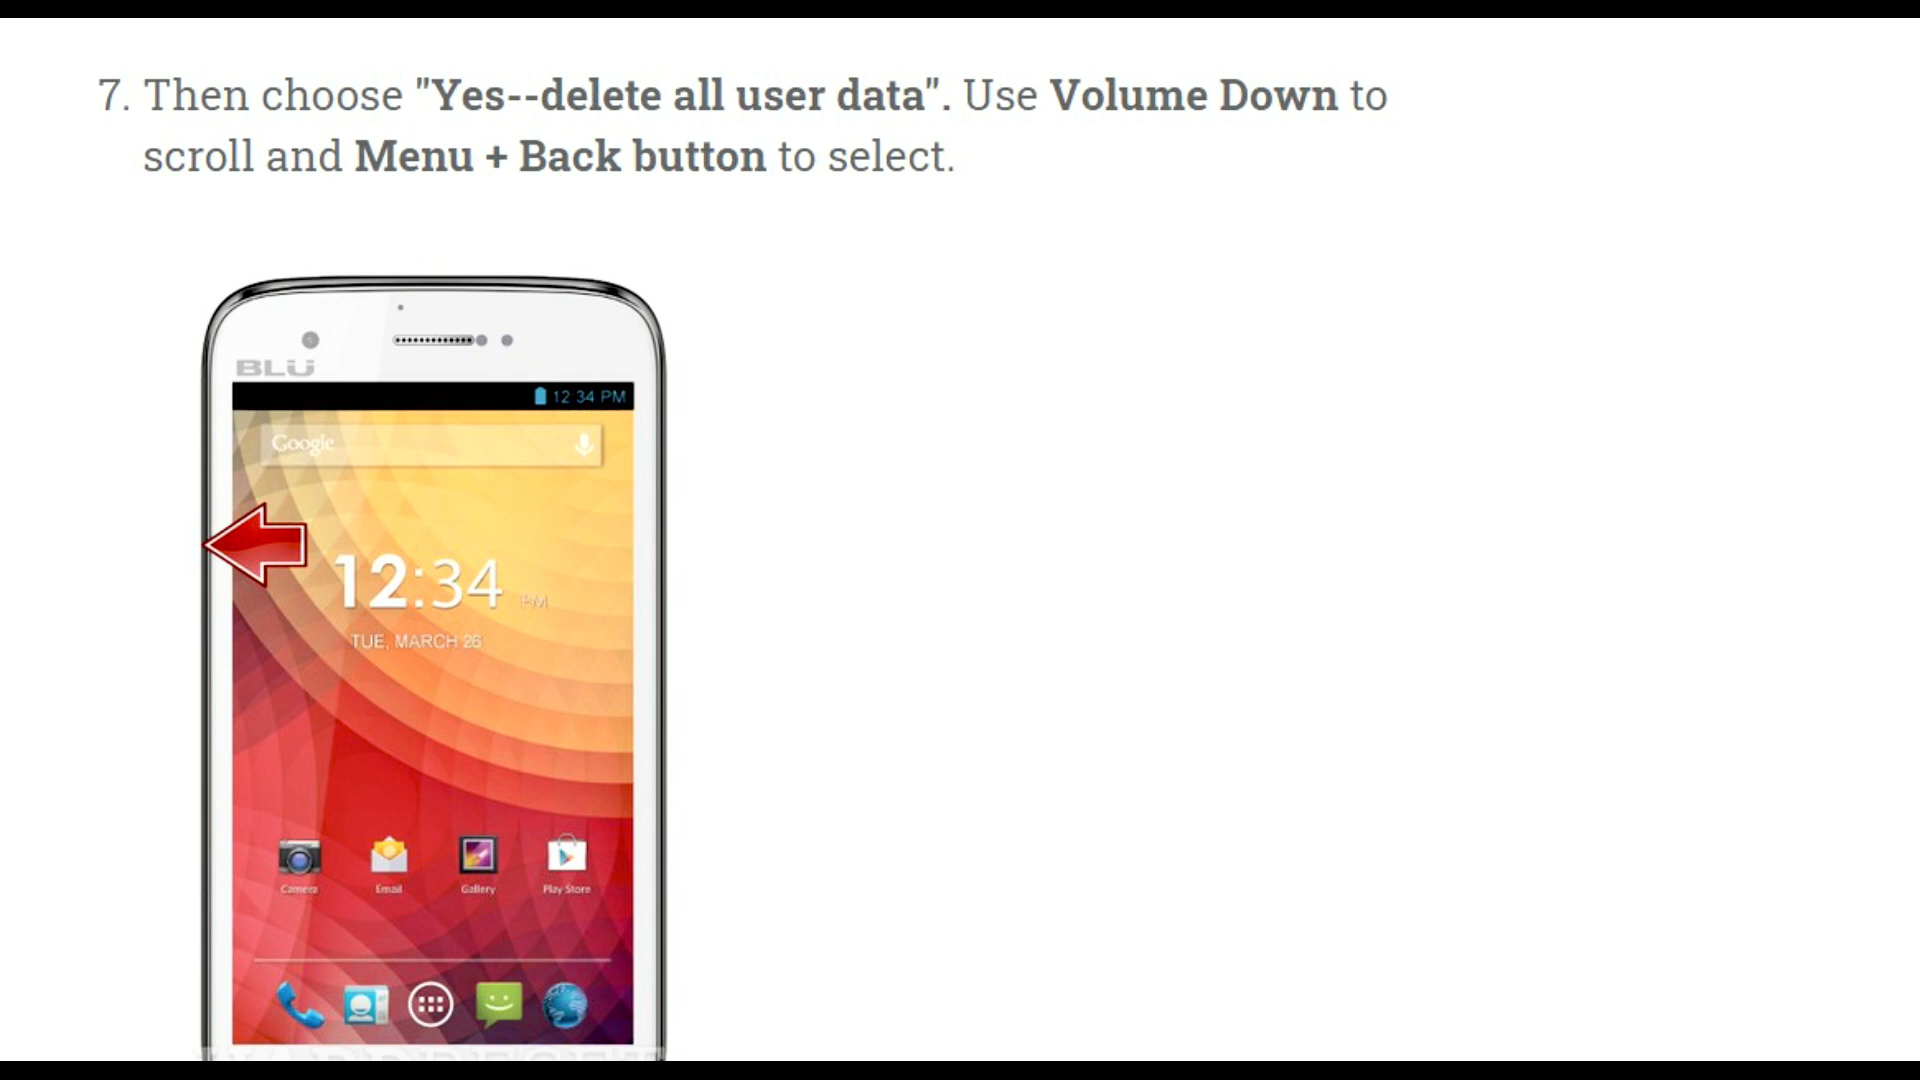 7. Then choose "Yes--delete all user data". Use Volume Down to
scroll and Menu + Back button to select.
BLU
12 34 PM
Google
12:34 PM
TUE, MARCH 26
Camera Email Gallery Play Store